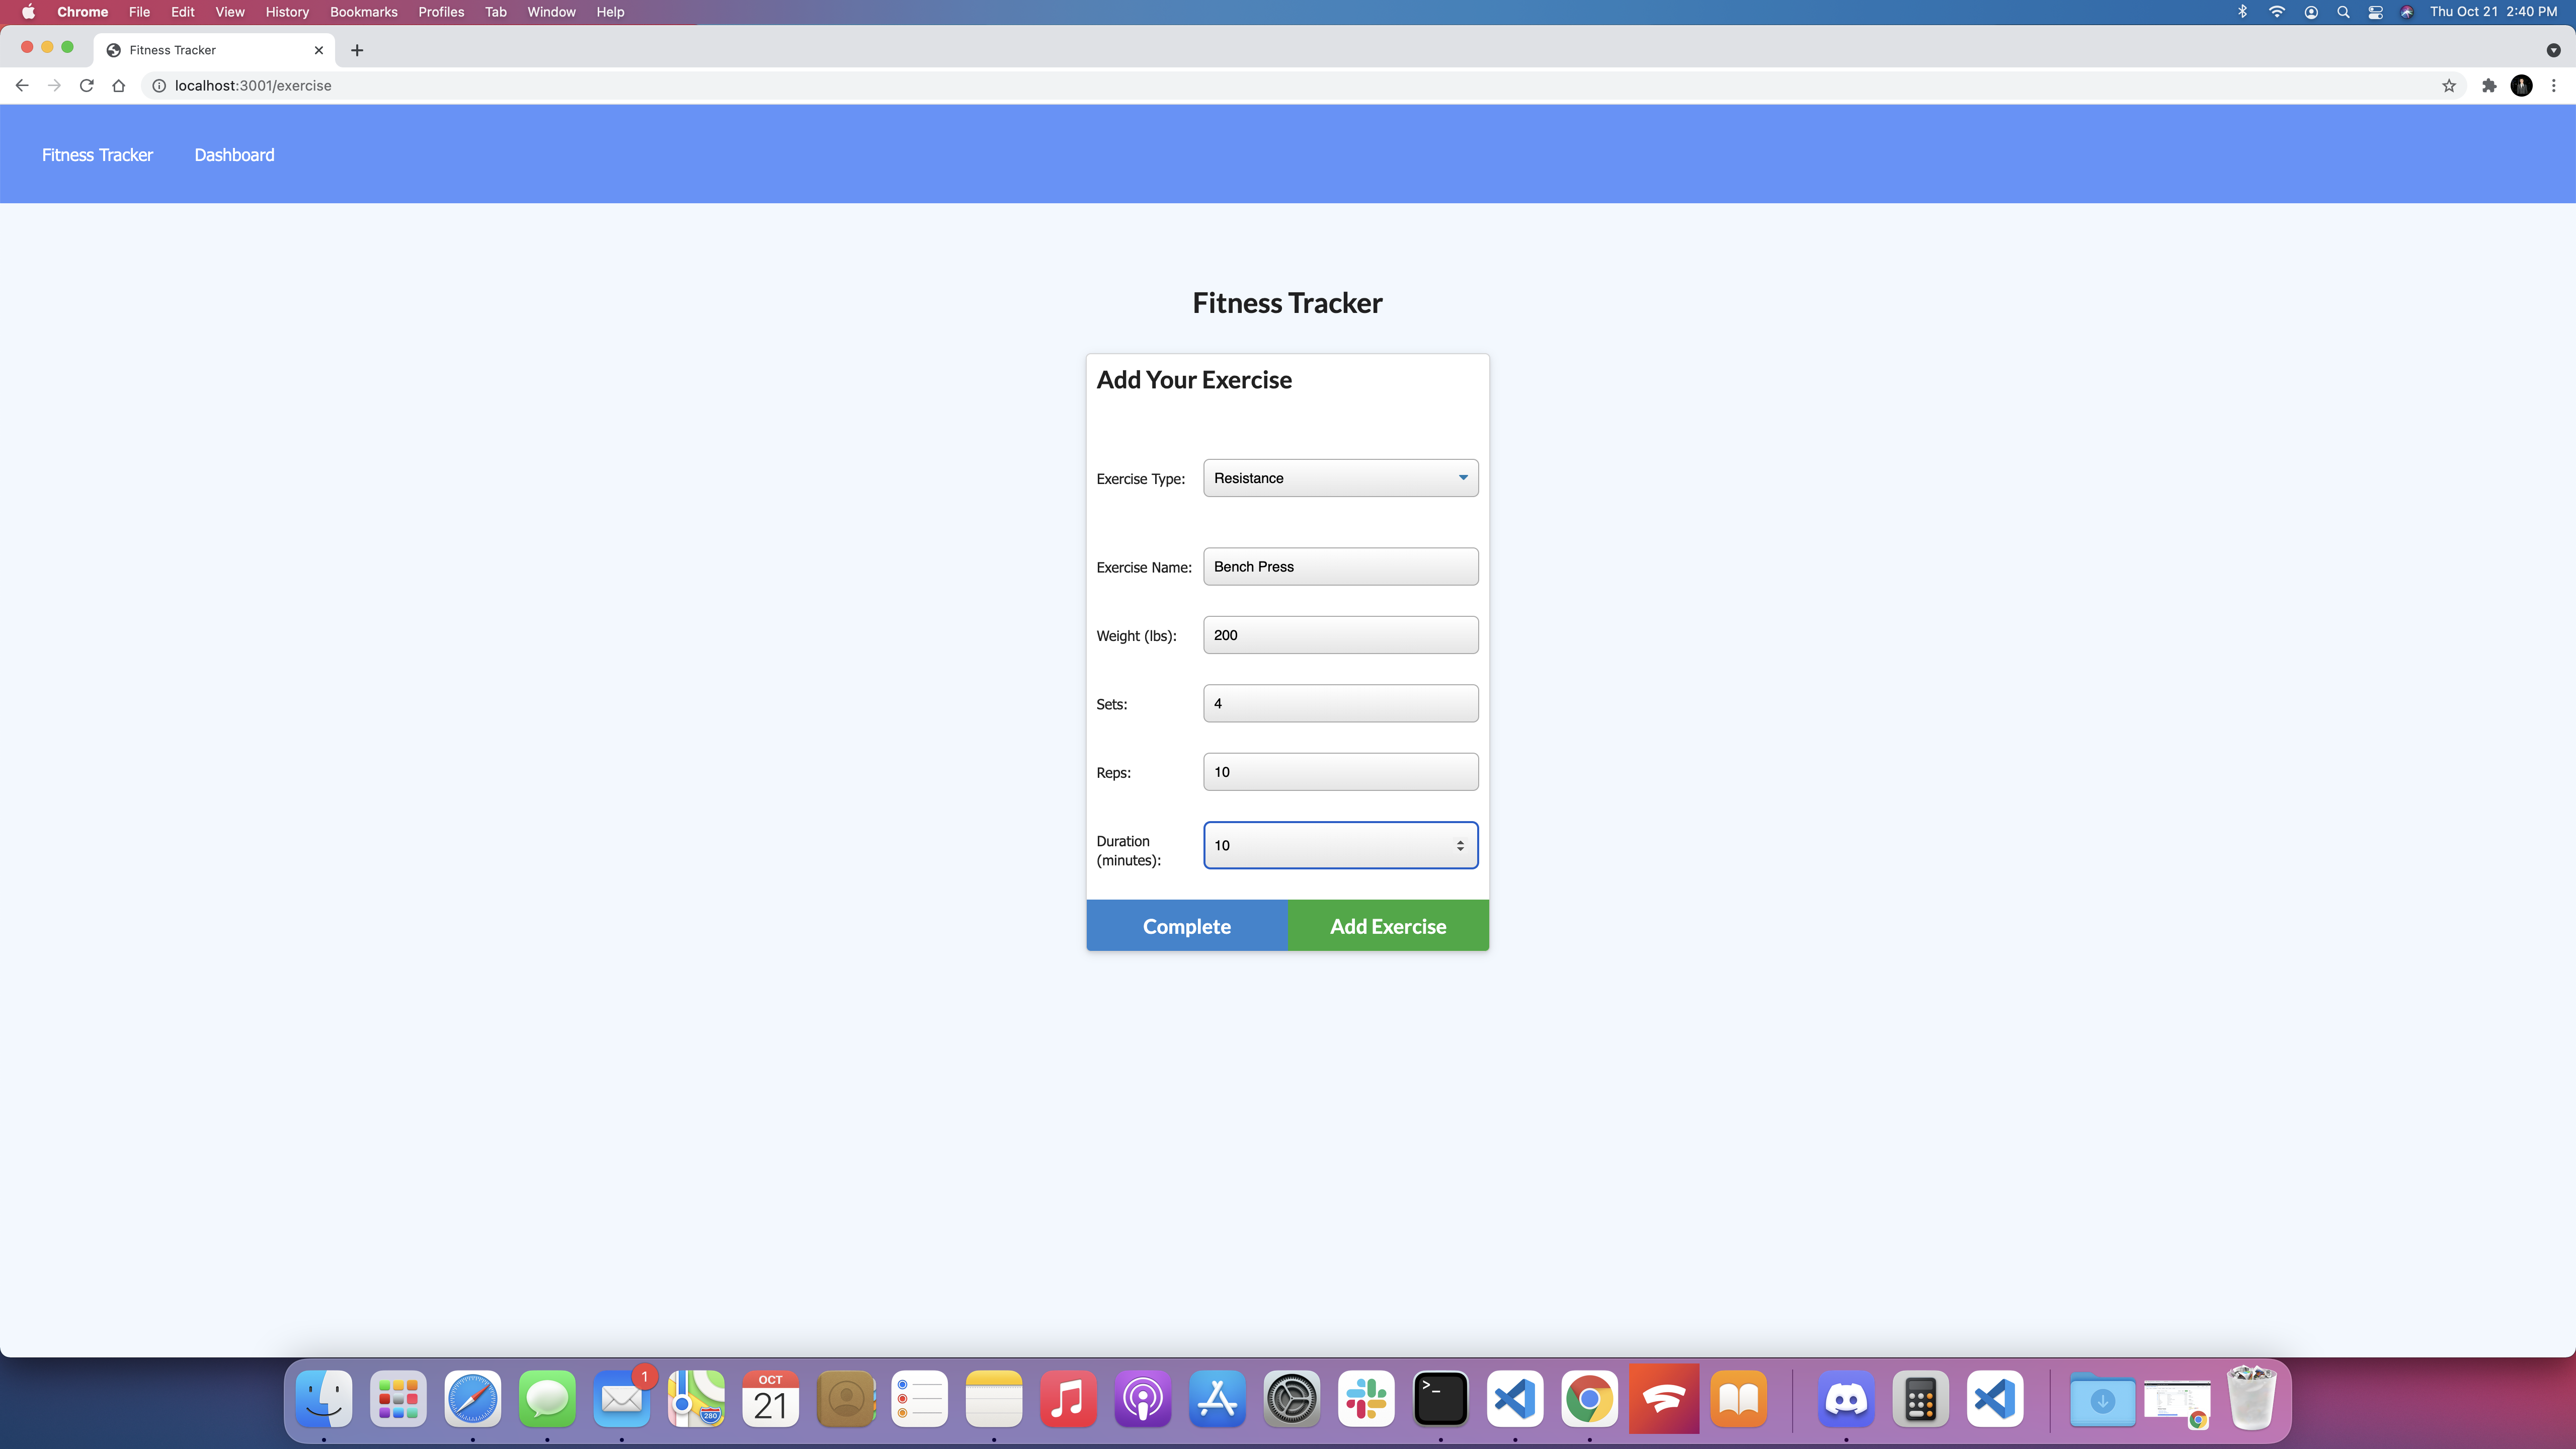 Chrome File Edit View History Bookmarks Profiles Tab Window Help Thu Oct 21 2:40 PM
Fitness Tracker
localhost:3001/exercise
Fitness Tracker Dashboard
Fitness Tracker
Add Your Exercise
Exercise Type: Resistance
Exercise Name: Bench Press
Weight (lbs): 200
Sets: 4
Reps: 10
Duration
(minutes): 10
Complete Add Exercise
1
OCT
21
280
>_